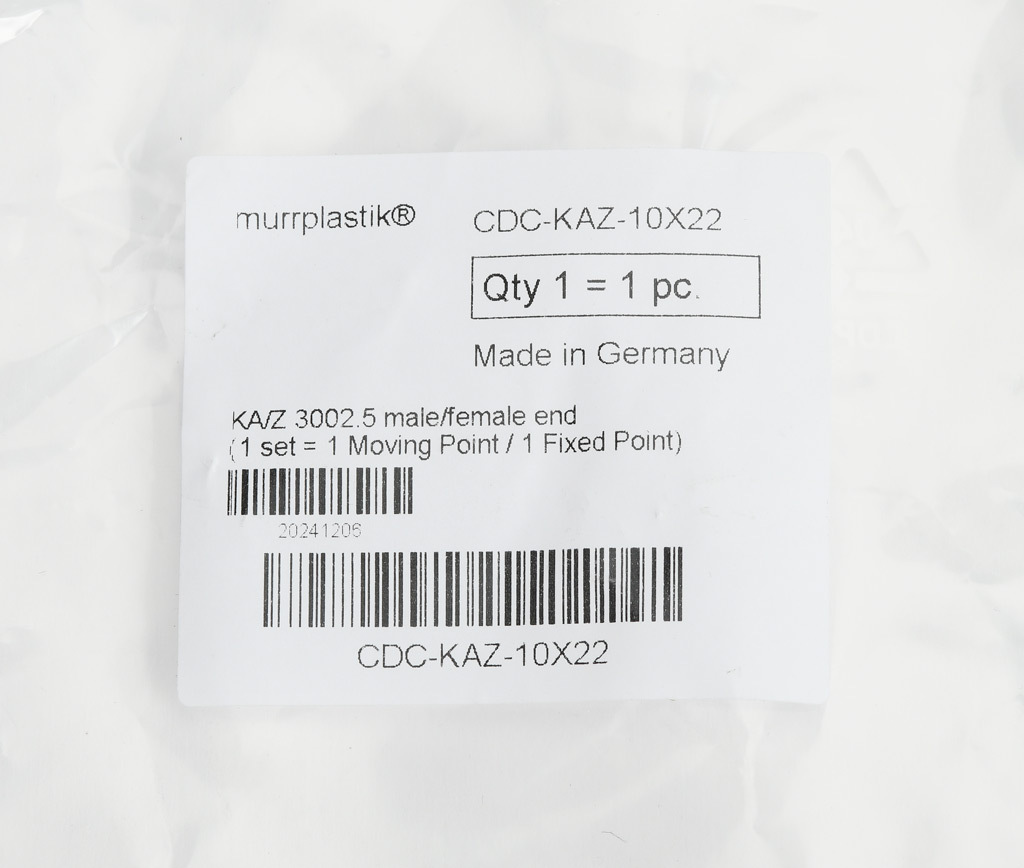 murrplastik®
CDC-KAZ-10X22
Qty 1 = 1 pc.
Made in Germany
KA/Z 3002.5 male/female end
(1 set = 1 Moving Point / 1 Fixed Point)
20241206
CDC-KAZ-10X22